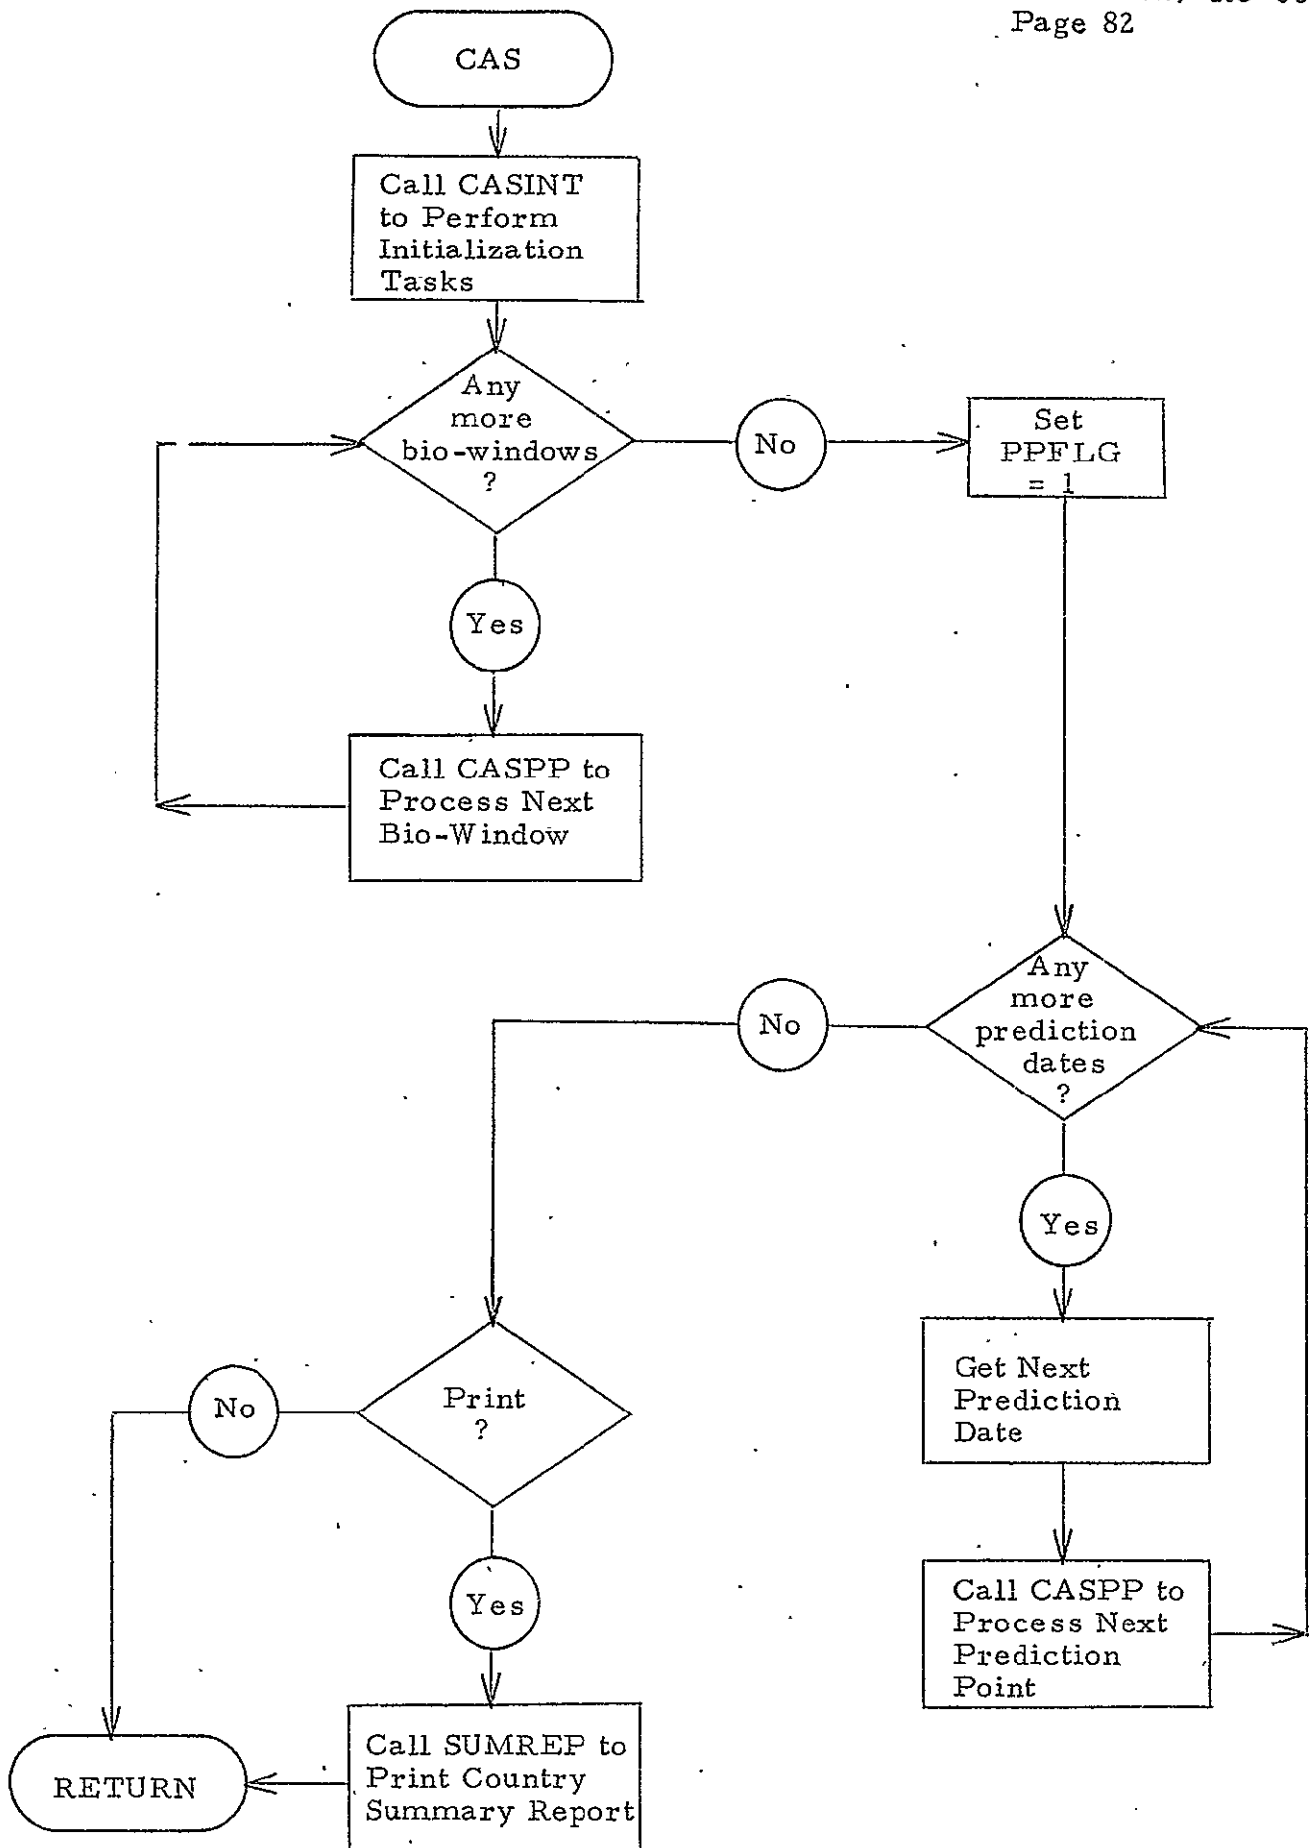 Page 82
CAS
Call CASINT
to Perform
Initialization
Tasks
Any
more
bio-windows
?
No
Set
PPFLG
= 1
Yes
Call CASPP to
Process Next
Bio-Window
Any
more
prediction
dates
?
No
Yes
Get Next
Prediction
Date
Call CASPP to
Process Next
Prediction
Point
Print
?
No
Yes
Call SUMREP to
Print Country
Summary Report
RETURN